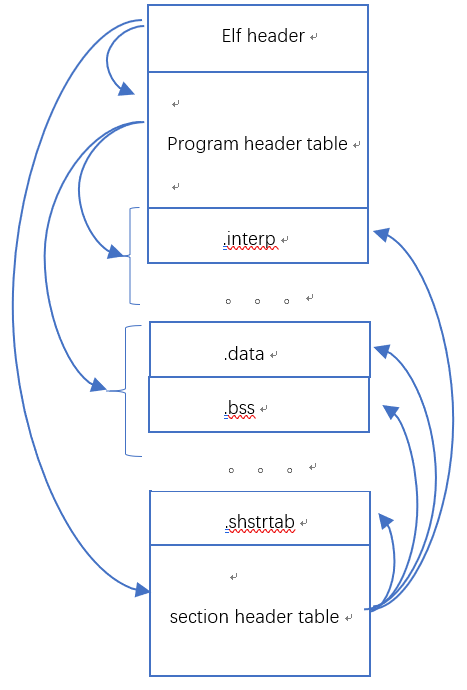 Elf header
Program header table
.interp
。 。 。
.data
.bss
。 。 。
.shstrtab
section header table